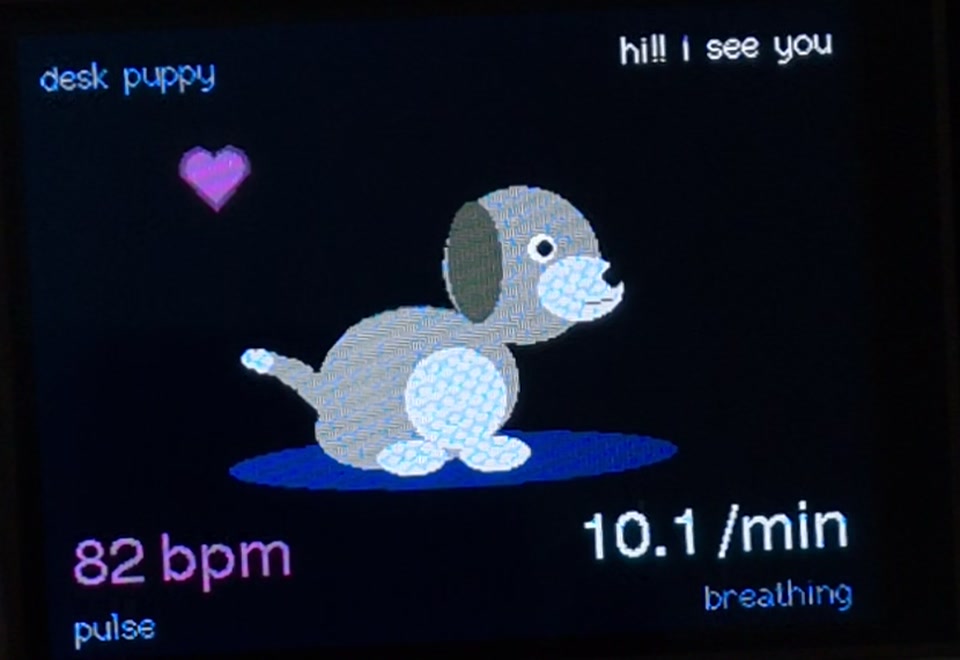 desk puppy
hi!! i see you
82 bpm
pulse
10.1 /min
breathing